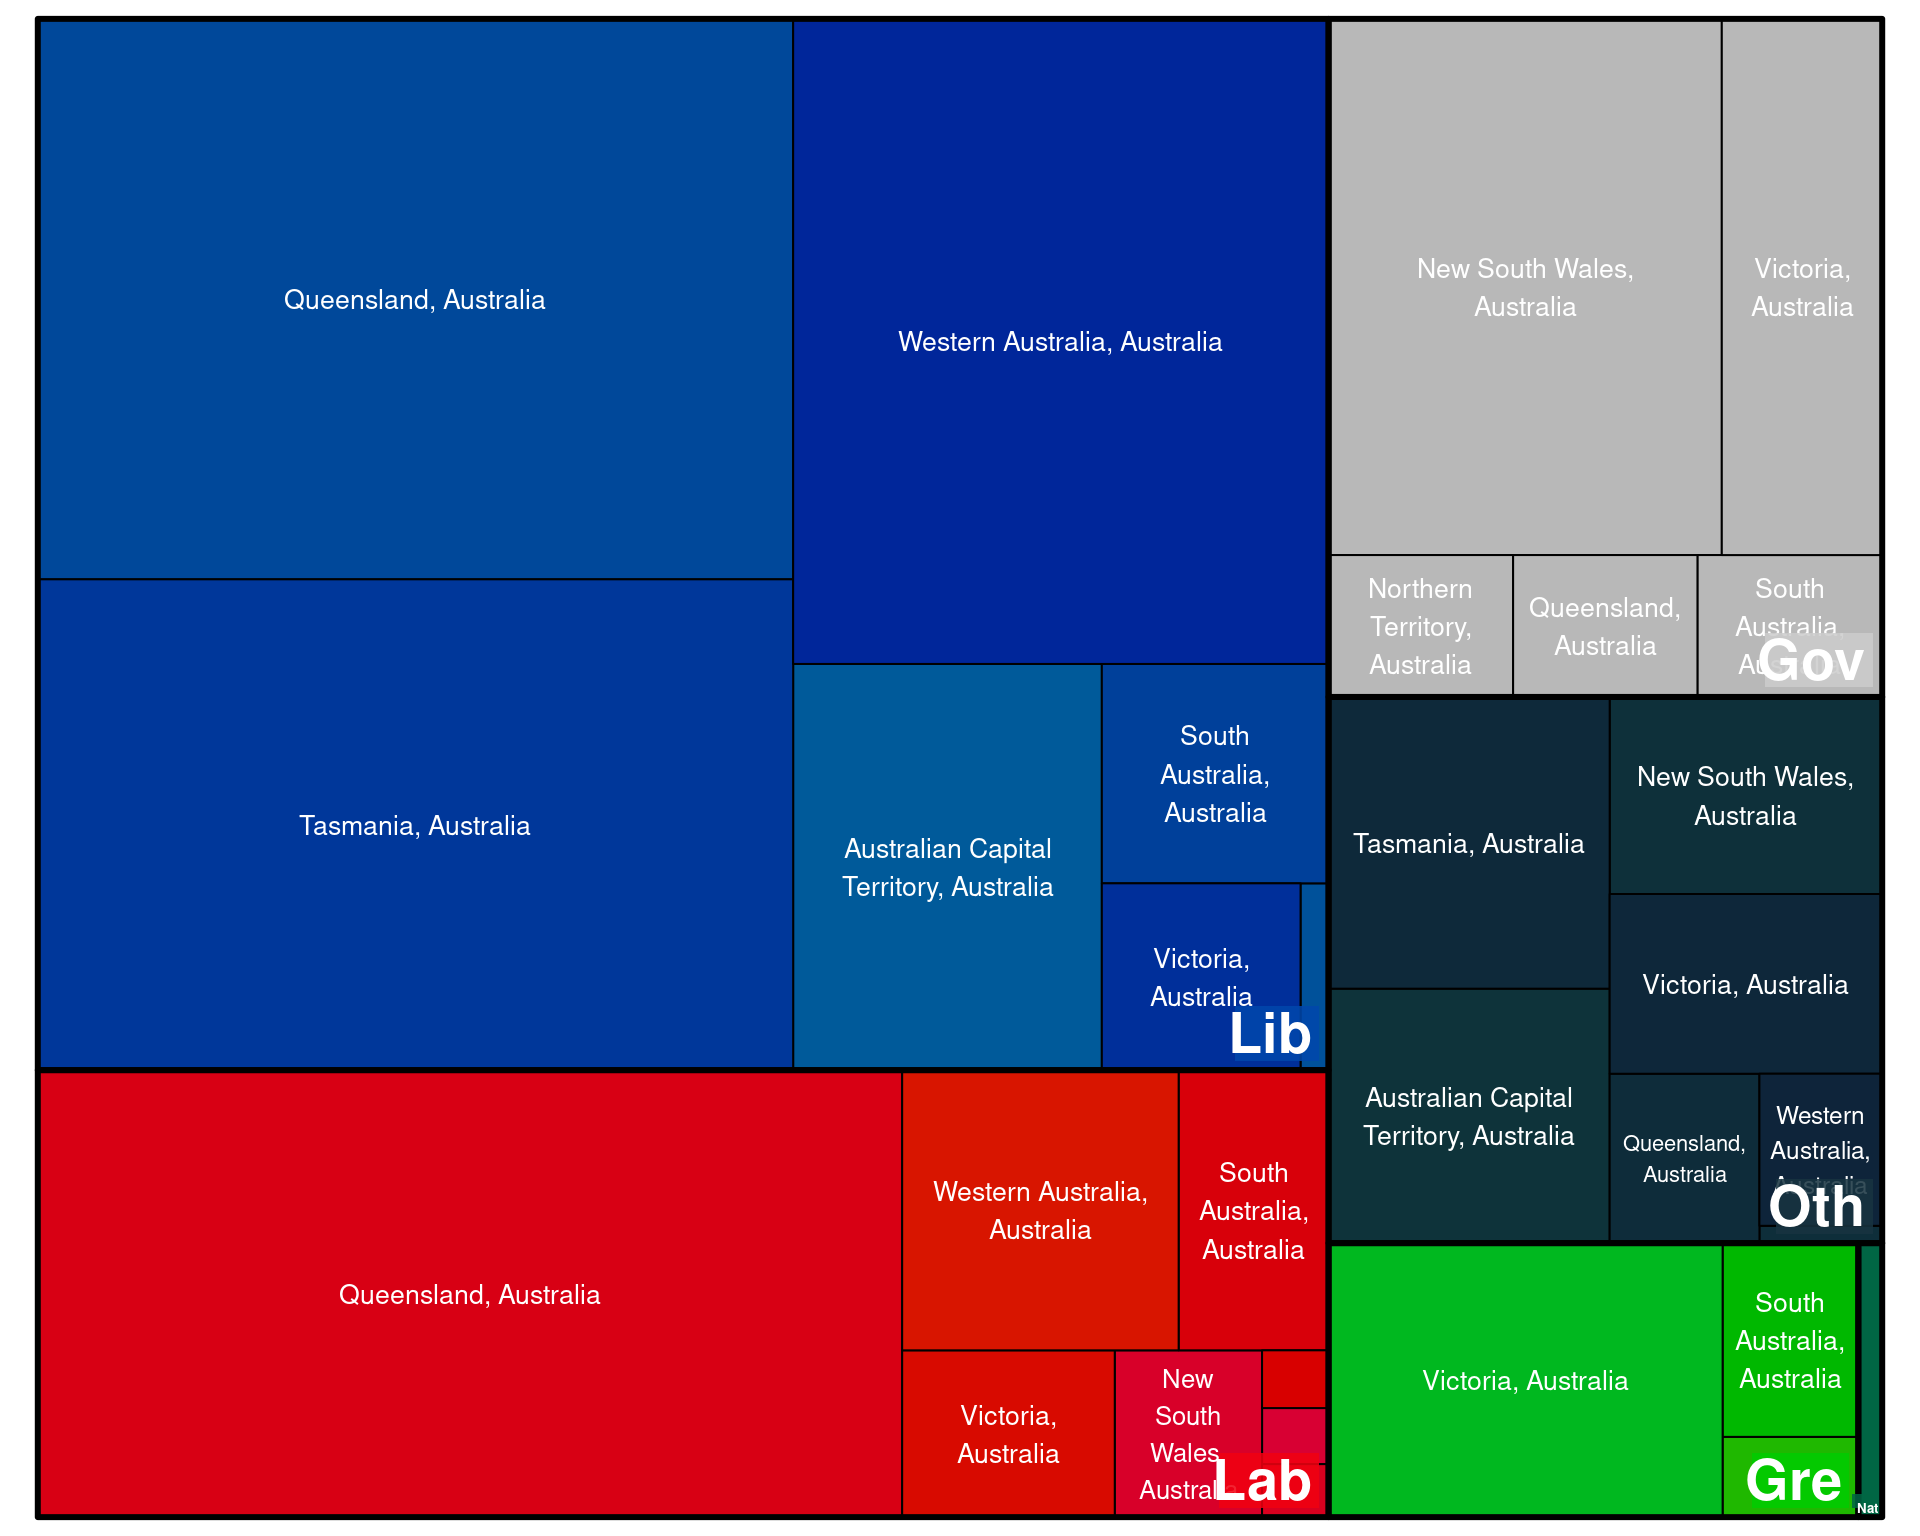 Queensland, Australia
Western Australia, Australia
Tasmania, Australia
Australian Capital
Territory, Australia
South
Australia,
Australia
Victoria,
Australia
Lib
New South Wales,
Australia
Victoria,
Australia
Northern
Territory,
Australia
Queensland,
Australia
South
Australia,
Gov
Tasmania, Australia
New South Wales,
Australia
Victoria, Australia
Australian Capital
Territory, Australia
Queensland,
Australia
Western
Australia,
Australia
Oth
Queensland, Australia
Western Australia,
Australia
South
Australia,
Australia
Victoria,
Australia
New
South
Wales
Australia
Lab
Victoria, Australia
South
Australia,
Australia
Gre
Nat